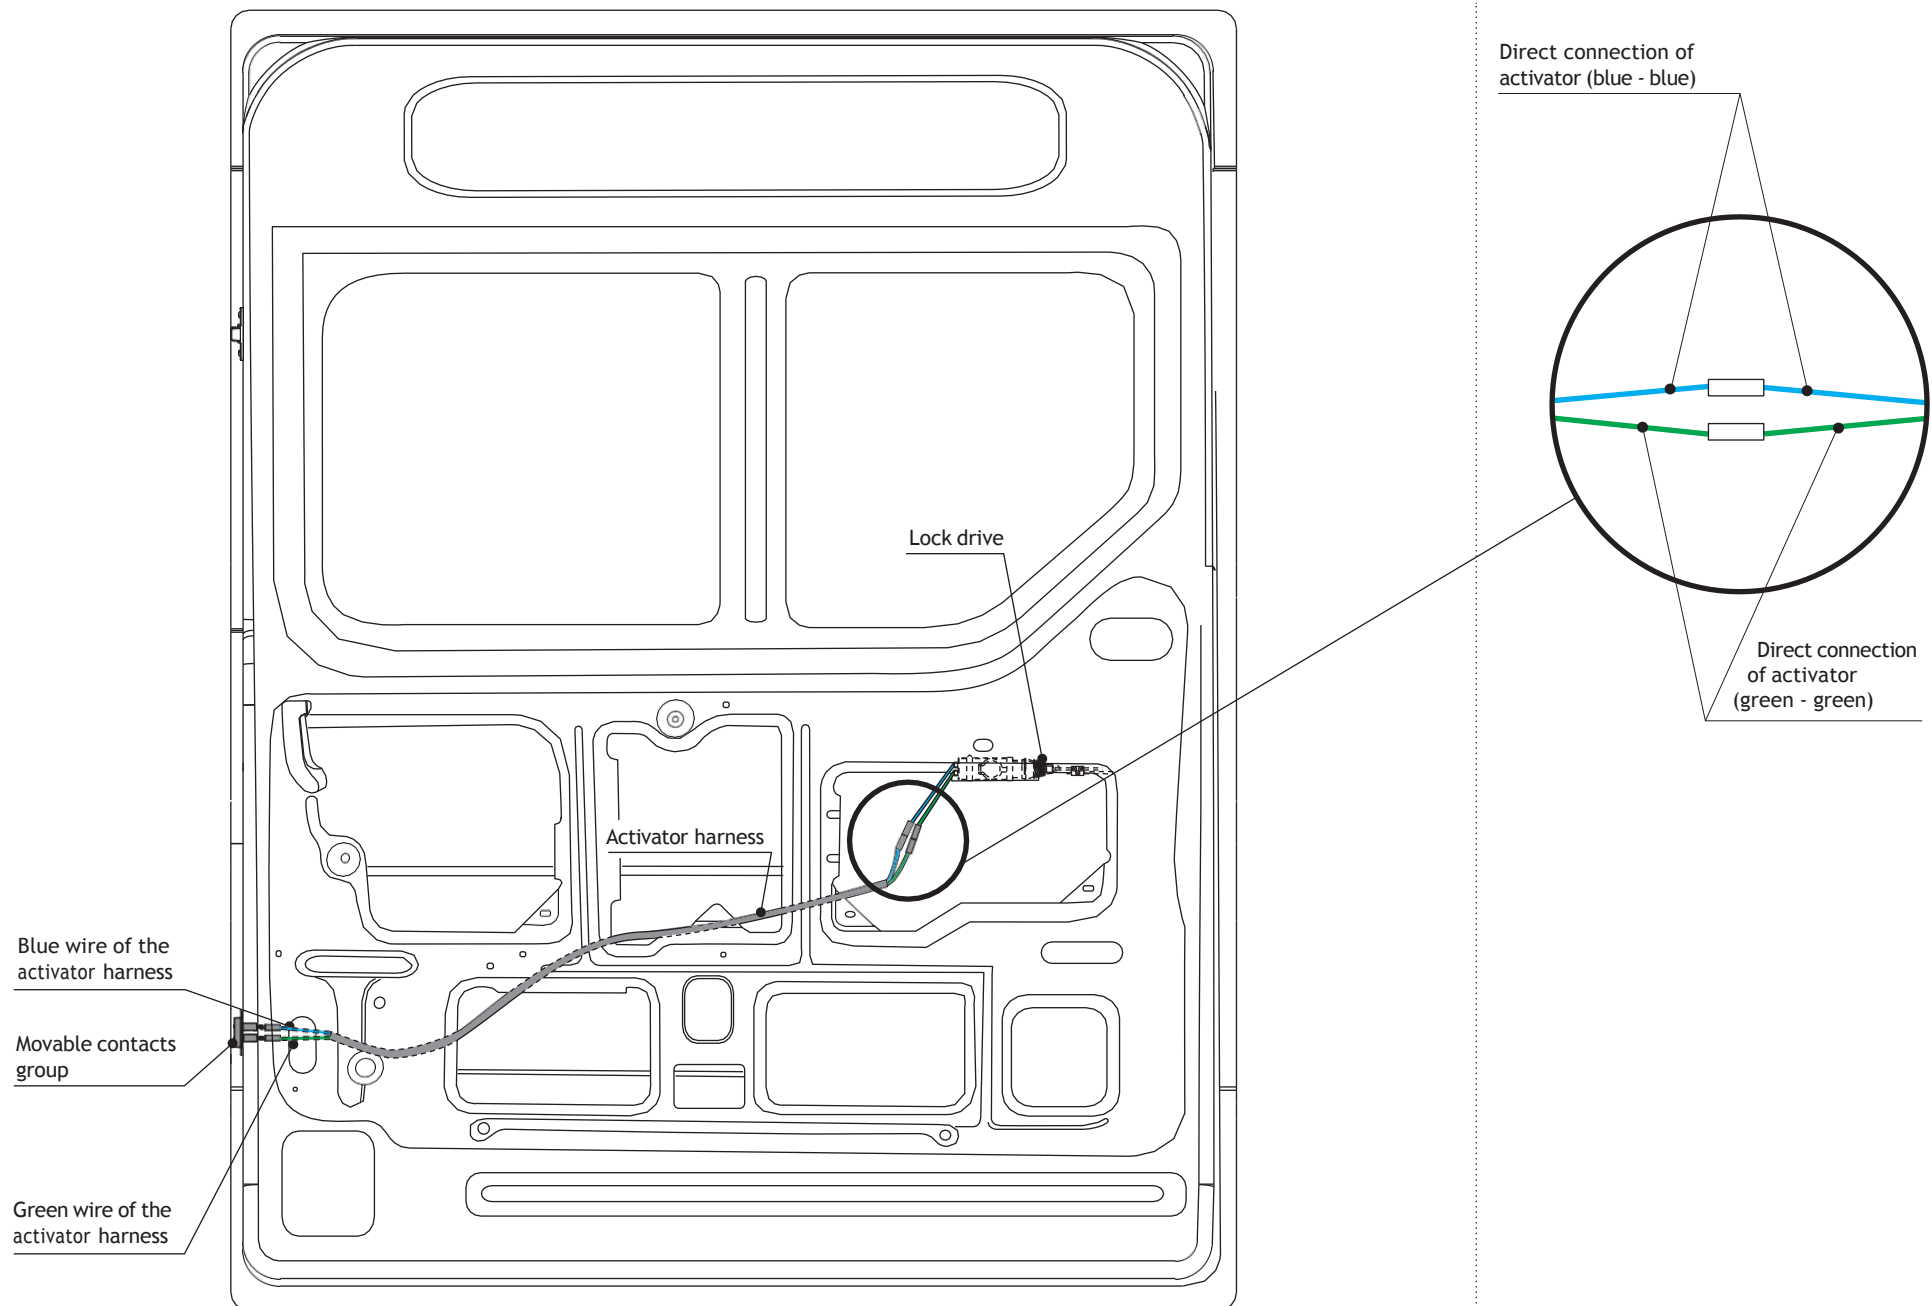 Direct connection of
activator (blue - blue)
Lock drive
Direct connection
of activator
(green - green)
Activator harness
Blue wire of the
activator harness
Movable contacts
group
Green wire of the
activator harness